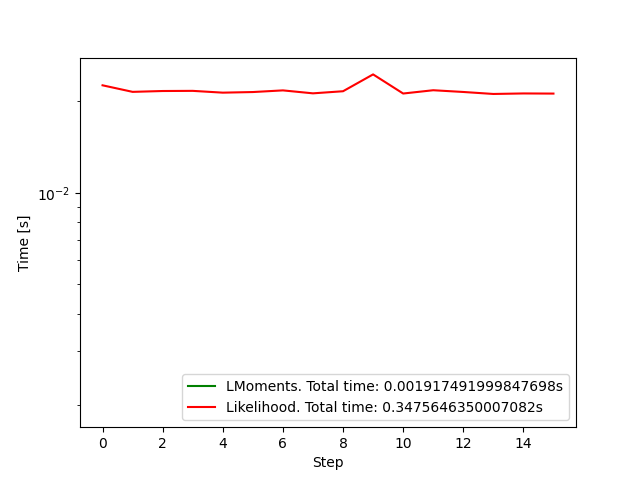 10⁻²
Time [s]
LMoments. Total time: 0.001917491999847698s
Likelihood. Total time: 0.3475646350007082s
0 2 4 6 8 10 12 14
Step